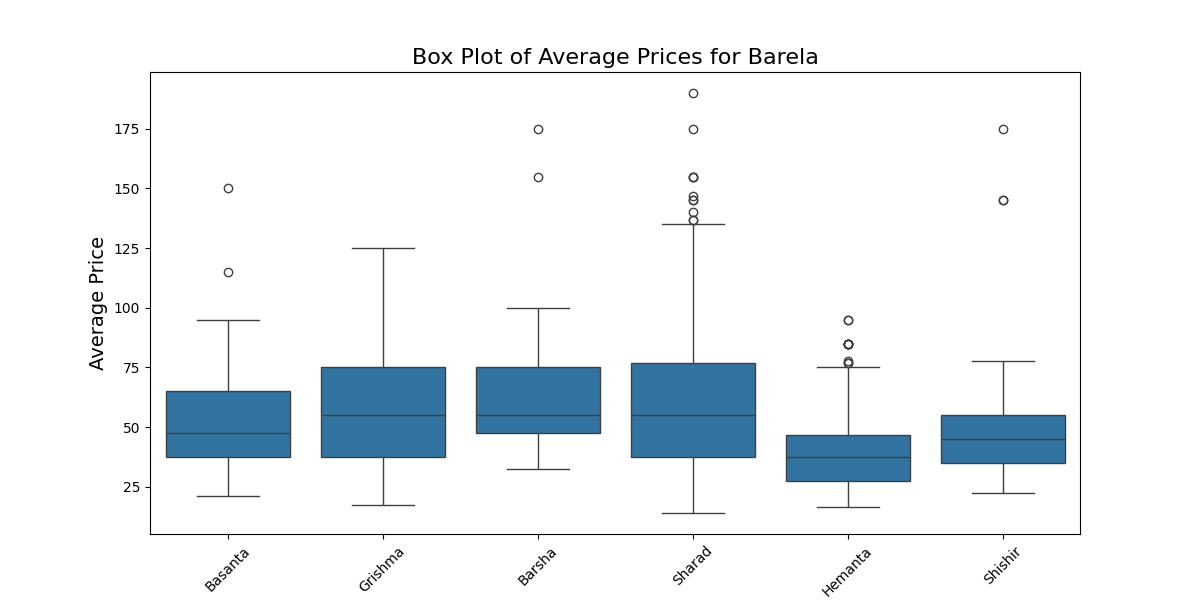 Box Plot of Average Prices for Barela
Average Price
175
150
125
100
75
50
25
Basanta
Grishma
Barsha
Sharad
Hemanta
Shishir